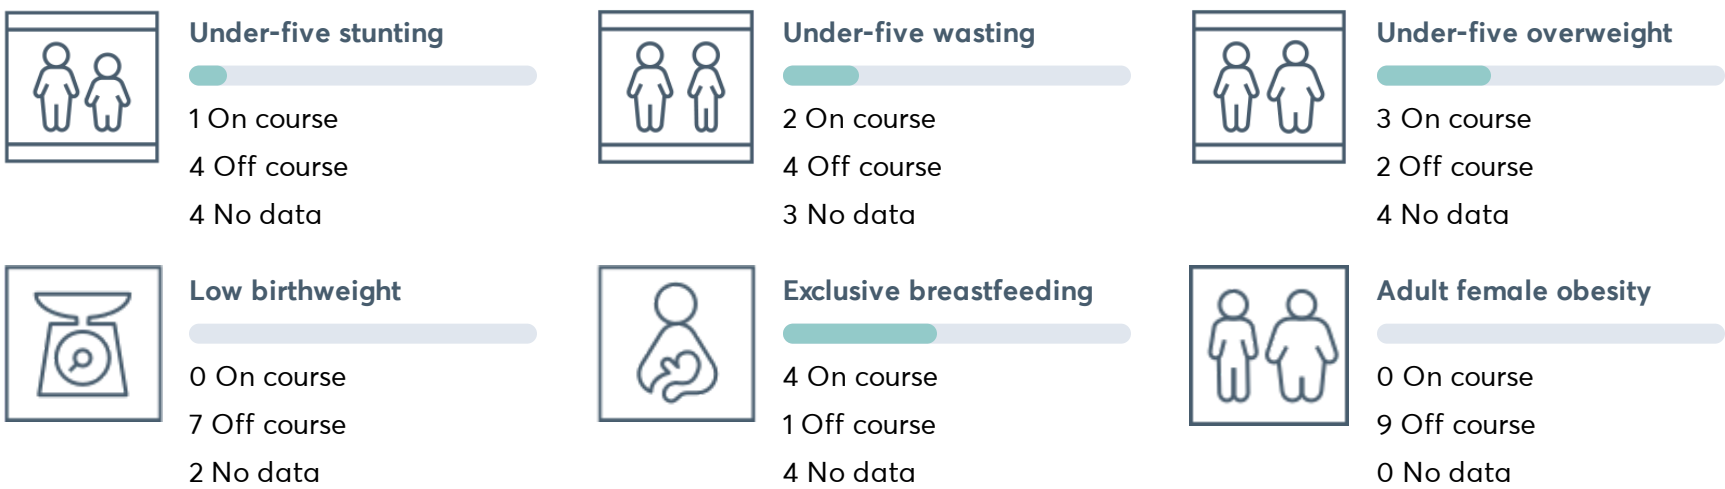 Under-five stunting
1 On course
4 Off course
4 No data
Under-five wasting
2 On course
4 Off course
3 No data
Under-five overweight
3 On course
2 Off course
4 No data
Low birthweight
0 On course
7 Off course
2 No data
Exclusive breastfeeding
4 On course
1 Off course
4 No data
Adult female obesity
0 On course
9 Off course
0 No data